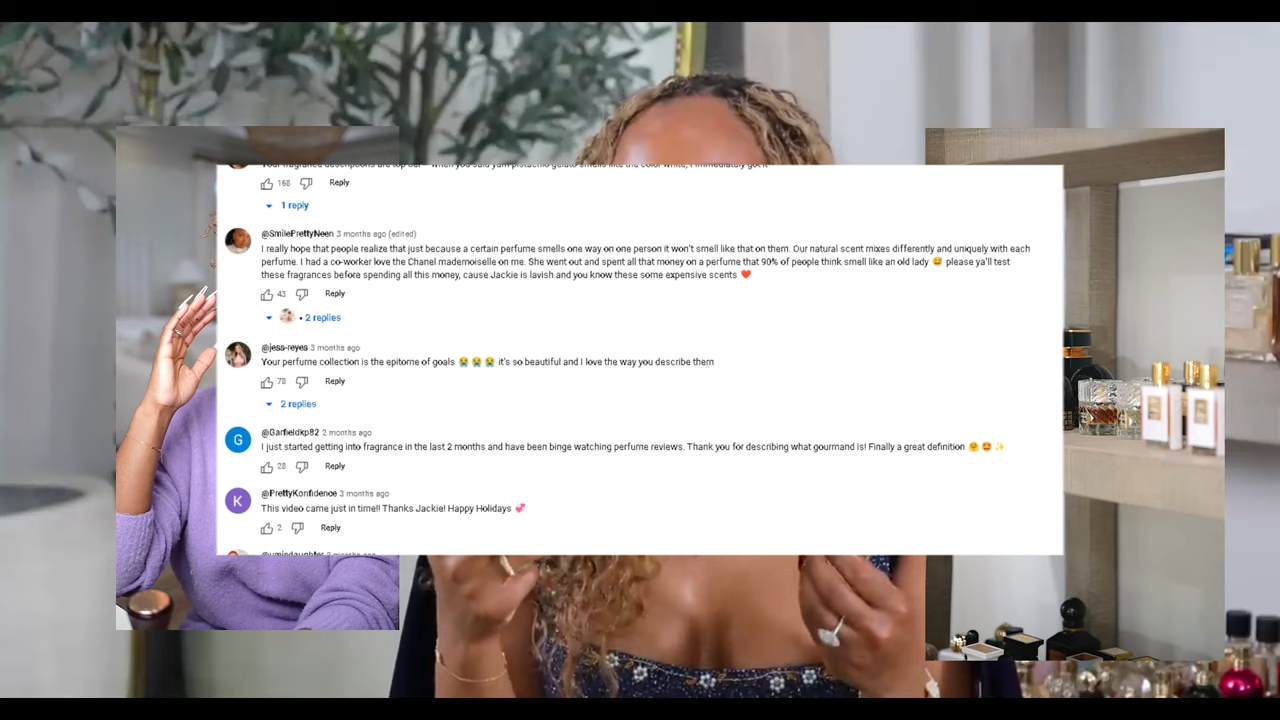 168 Reply
1 reply
@SmilePrettyNeen 3 months ago (edited)
I really hope that people realize that just because a certain perfume smells one way on one person it won't smell like that on them. Our natural scent mixes differently and uniquely with each
perfume. I had a co-worker love the Chanel mademoiselle on me. She went out and spent all that money on a perfume that 90% of people think smell like an old lady 😅 please ya'll test
these fragrances before spending all this money, cause Jackie is lavish and you know these some expensive scents ❤️
43 Reply
• 2 replies
@jess-reyes 3 months ago
Your perfume collection is the epitome of goals 😭 😭 😭 it's so beautiful and I love the way you describe them
78 Reply
2 replies
G
@Garfieldkp82 2 months ago
I just started getting into fragrance in the last 2 months and have been binge watching perfume reviews. Thank you for describing what gourmand is! Finally a great definition 🤗 🤩 ✨
28 Reply
K
@PrettyKonfidence 3 months ago
This video came just in time!! Thanks Jackie! Happy Holidays 💞
2 Reply